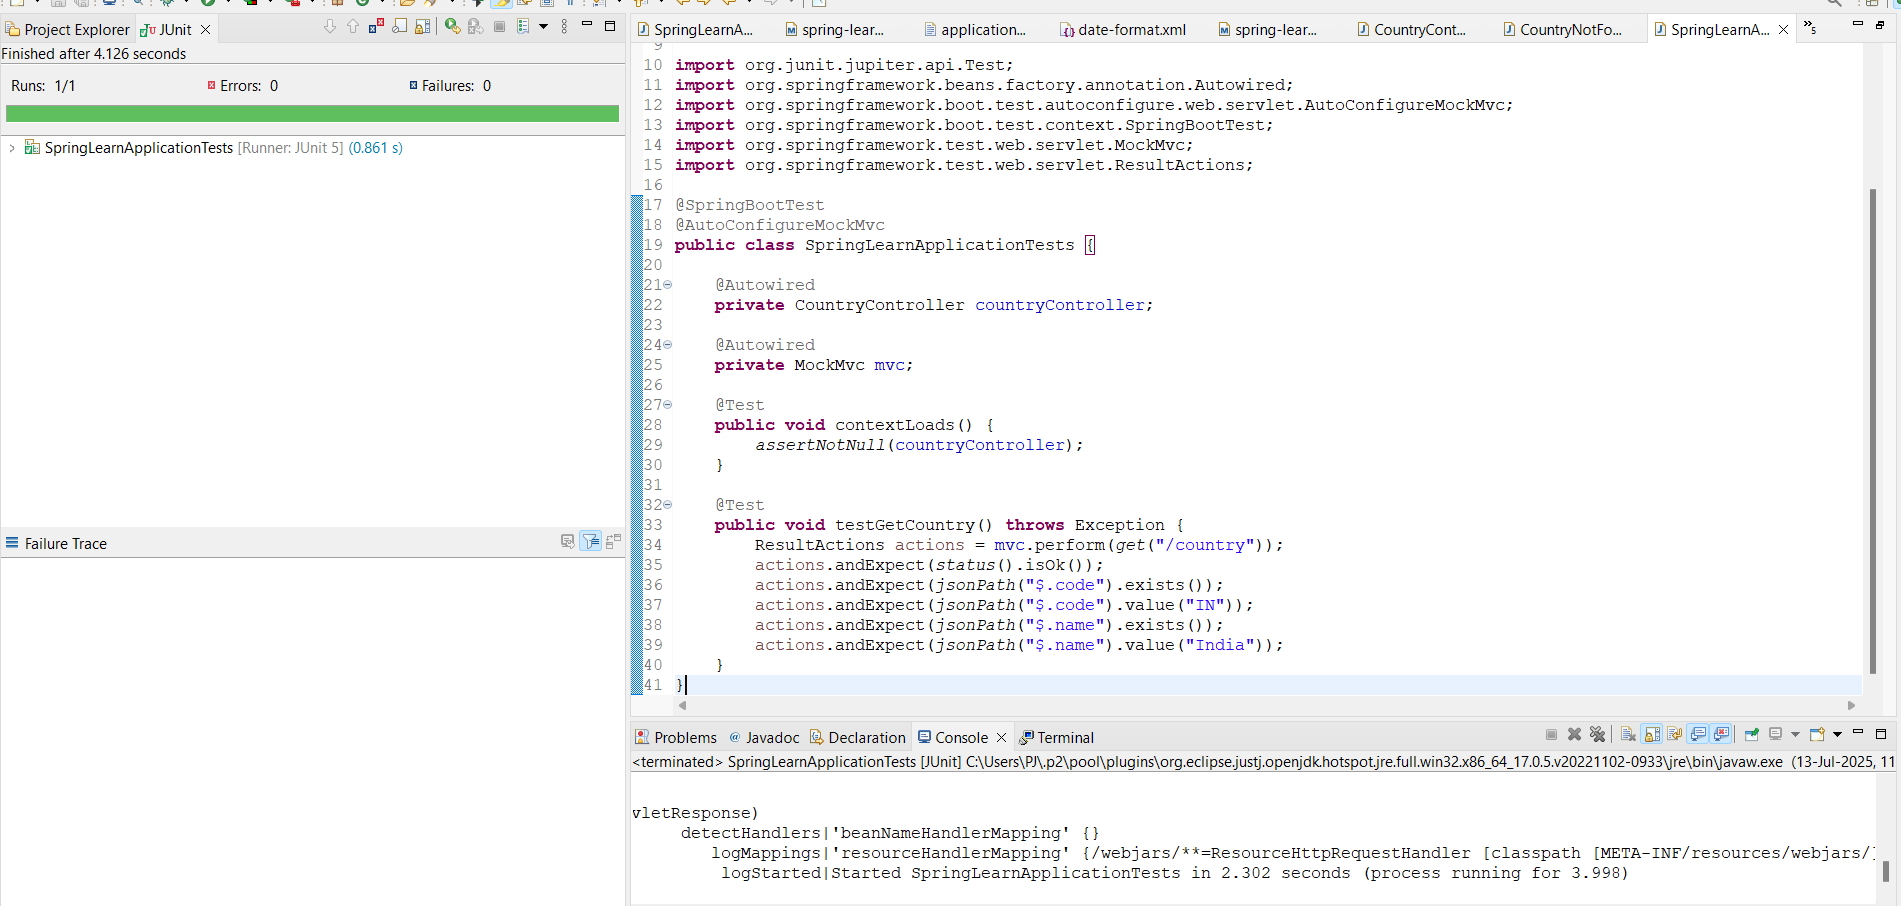 Project Explorer
JUnit
Finished after 4.126 seconds
Runs: 1/1
Errors: 0
Failures: 0
SpringLearnApplicationTests [Runner: JUnit 5] (0.861 s)
Failure Trace
SpringLearnA...
spring-lear...
application...
date-format.xml
spring-lear...
CountryCont...
CountryNotFo...
SpringLearnA...
5
9
10 import org.junit.jupiter.api.Test;
11 import org.springframework.beans.factory.annotation.Autowired;
12 import org.springframework.boot.test.autoconfigure.web.servlet.AutoConfigureMockMvc;
13 import org.springframework.boot.test.context.SpringBootTest;
14 import org.springframework.test.web.servlet.MockMvc;
15 import org.springframework.test.web.servlet.ResultActions;
16
17 @SpringBootTest
18 @AutoConfigureMockMvc
19 public class SpringLearnApplicationTests {
20
21 @Autowired
22 private CountryController countryController;
23
24 @Autowired
25 private MockMvc mvc;
26
27 @Test
28 public void contextLoads() {
29 assertNotNull(countryController);
30 }
31
32 @Test
33 public void testGetCountry() throws Exception {
34 ResultActions actions = mvc.perform(get("/country"));
35 actions.andExpect(status().isOk());
36 actions.andExpect(jsonPath("$.code").exists());
37 actions.andExpect(jsonPath("$.code").value("IN"));
38 actions.andExpect(jsonPath("$.name").exists());
39 actions.andExpect(jsonPath("$.name").value("India"));
40 }
41 }
Problems
Javadoc
Declaration
Console
Terminal
<terminated> SpringLearnApplicationTests [JUnit] C:\Users\PJ\.p2\pool\plugins\org.eclipse.justj.openjdk.hotspot.jre.full.win32.x86_64_17.0.5.v20221102-0933\jre\bin\javaw.exe (13-Jul-2025, 11
vletResponse)
detectHandlers|'beanNameHandlerMapping' {}
logMappings|'resourceHandlerMapping' {/webjars/**=ResourceHttpRequestHandler [classpath [META-INF/resources/webjars/]
logStarted|Started SpringLearnApplicationTests in 2.302 seconds (process running for 3.998)